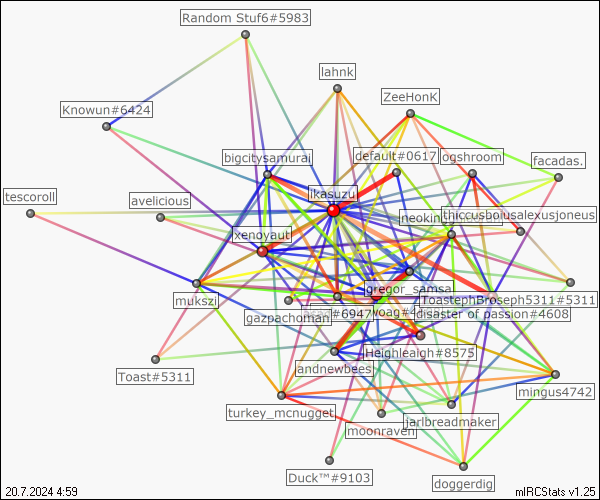 Random Stuf6#5983
lahnk
ZeeHonK
Knowun#6424
bigcitysamurai
default#0617
ogshroom
facadas.
ikasuzu
tescoroll
avelicious
neokin
thiccusboiusalexusjoneus
xenoyaut
gregor_samsa
mukszi
ToastephBroseph5311#5311
gazpachoman
#6947
disaster of passion#4608
Heighleaigh#8575
andnewbees
Toast#5311
mingus4742
turkey_mcnugget
jarlbreadmaker
moonraven
Duck™#9103
doggerdig
20.7.2024 4:59
mIRCStats v1.25